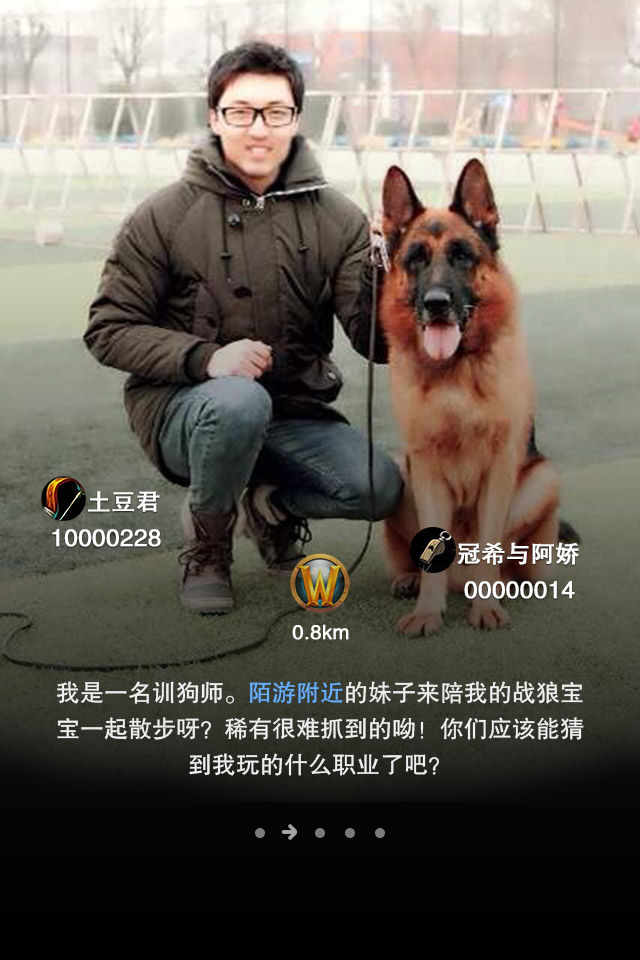 土豆君
10000228
冠希与阿娇
00000014
W
0.8km
我是一名训狗师。陌游附近的妹子来陪我的战狼宝
宝一起散步呀？稀有很难抓到的呦！你们应该能猜
到我玩的什么职业了吧？